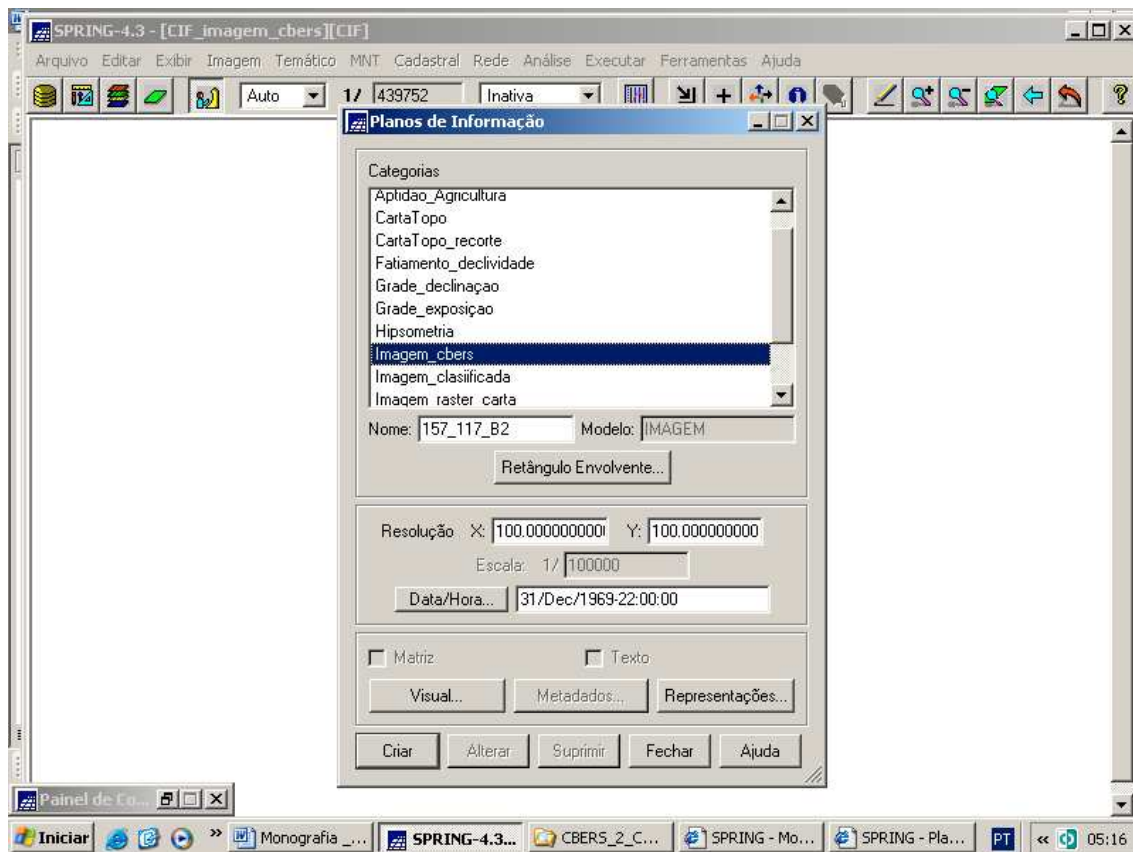 SPRING-4.3 - [CIF_imagem_cbers][CIF]
Arquivo Editar Exibir Imagem Temático MNT Cadastral Rede Análise Executar Ferramentas Ajuda
Auto 1/ 439752 Inativa
Planos de Informação
Categorias
Aptidao_Agricultura
CartaTopo
CartaTopo_recorte
Fatiamento_declividade
Grade_declinaçao
Grade_exposiçao
Hipsometria
Imagem_cbers
Imagem_clasiificada
Imagem_raster_carta
Nome: 157_117_B2 Modelo: IMAGEM
Retângulo Envolvente...
Resolução X: 100.000000000 Y: 100.000000000
Escala: 1/ 100000
Data/Hora... 31/Dec/1969-22:00:00
Matriz Texto
Visual... Metadados... Representações...
Criar Alterar Suprimir Fechar Ajuda
Painel de Co...
Iniciar » Monografia _... SPRING-4.3... CBERS_2_C... SPRING - Mo... SPRING - Pla... PT « 05:16